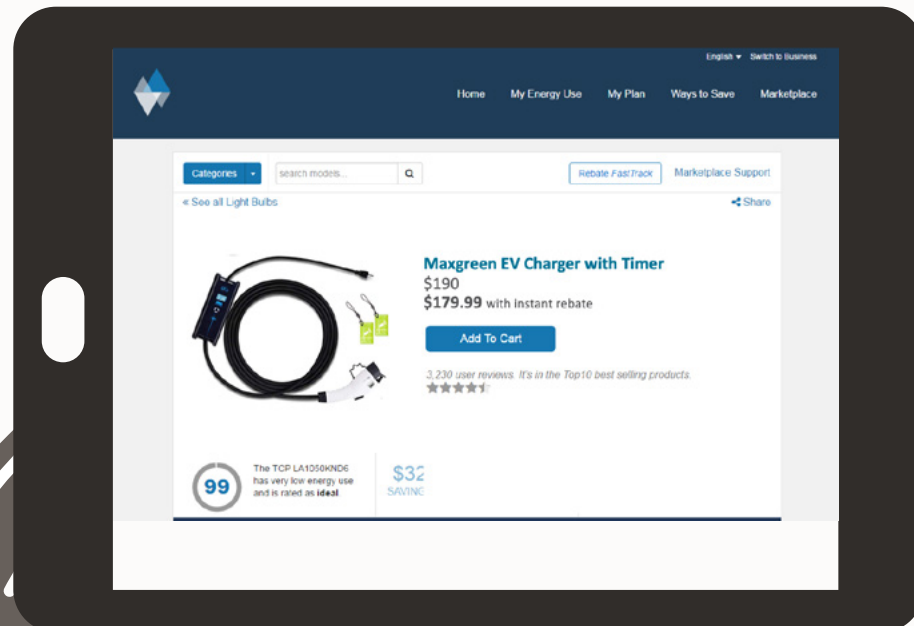 English Switch to Business
Home My Energy Use My Plan Ways to Save Marketplace
Categories search models... Rebate FastTrack Marketplace Support
« See all Light Bulbs Share
Maxgreen EV Charger with Timer
$190
$179.99 with instant rebate
Add To Cart
3,230 user reviews. It's in the Top10 best selling products.
99
The TCP LA1050KND6
has very low energy use
and is rated as ideal
$32
SAVING